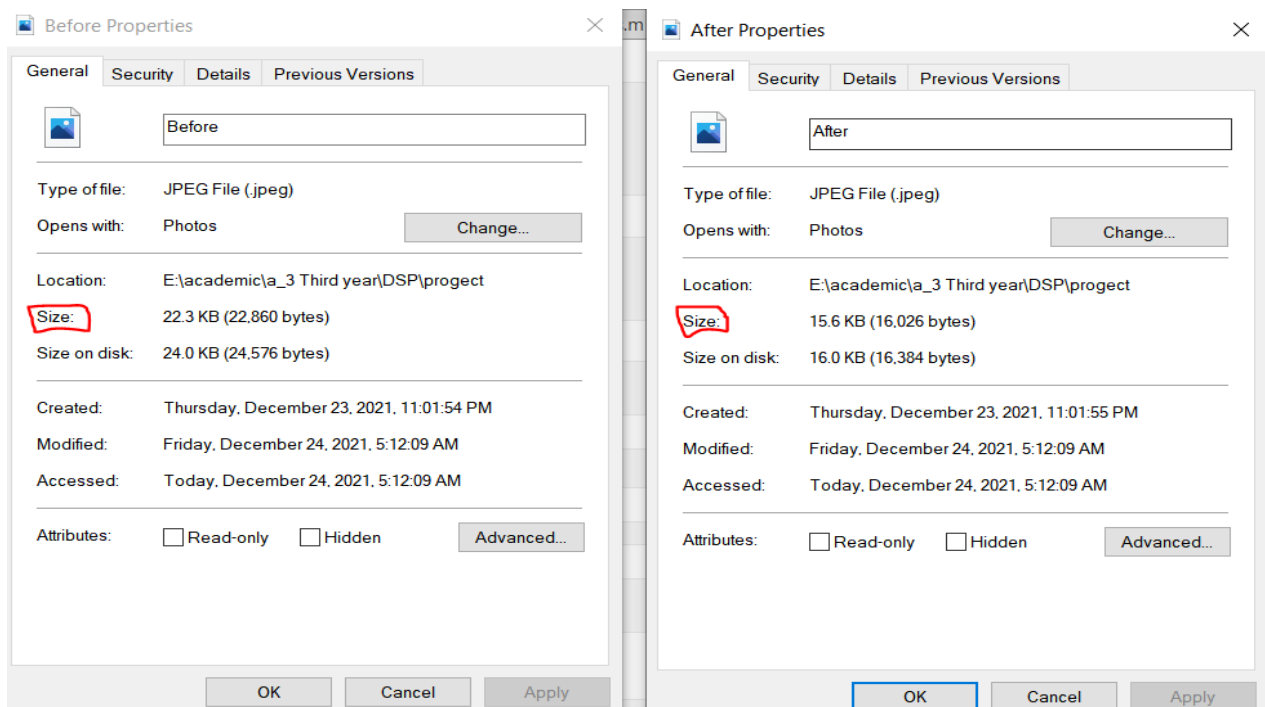 Before Properties
General Security Details Previous Versions
Before
Type of file: JPEG File (.jpeg)
Opens with: Photos Change...
Location: E:\academic\a_3 Third year\DSP\progect
Size: 22.3 KB (22,860 bytes)
Size on disk: 24.0 KB (24,576 bytes)
Created: Thursday, December 23, 2021, 11:01:54 PM
Modified: Friday, December 24, 2021, 5:12:09 AM
Accessed: Today, December 24, 2021, 5:12:09 AM
Attributes: Read-only Hidden Advanced...
OK Cancel Apply
.m
After Properties
General Security Details Previous Versions
After
Type of file: JPEG File (.jpeg)
Opens with: Photos Change...
Location: E:\academic\a_3 Third year\DSP\progect
Size: 15.6 KB (16,026 bytes)
Size on disk: 16.0 KB (16,384 bytes)
Created: Thursday, December 23, 2021, 11:01:55 PM
Modified: Friday, December 24, 2021, 5:12:09 AM
Accessed: Today, December 24, 2021, 5:12:09 AM
Attributes: Read-only Hidden Advanced...
OK Cancel Apply